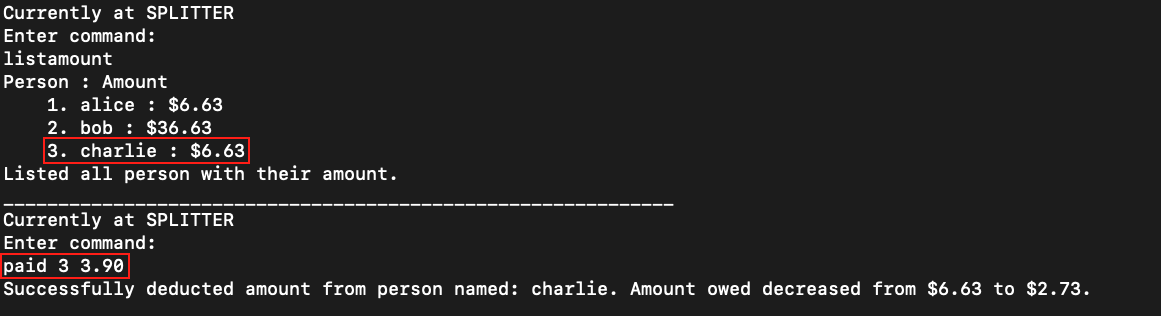 Currently at SPLITTER
Enter command:
listamount
Person : Amount
1. alice : $6.63
2. bob : $36.63
3. charlie : $6.63
Listed all person with their amount.
_____________________________________________________________
Currently at SPLITTER
Enter command:
paid 3 3.90
Successfully deducted amount from person named: charlie. Amount owed decreased from $6.63 to $2.73.